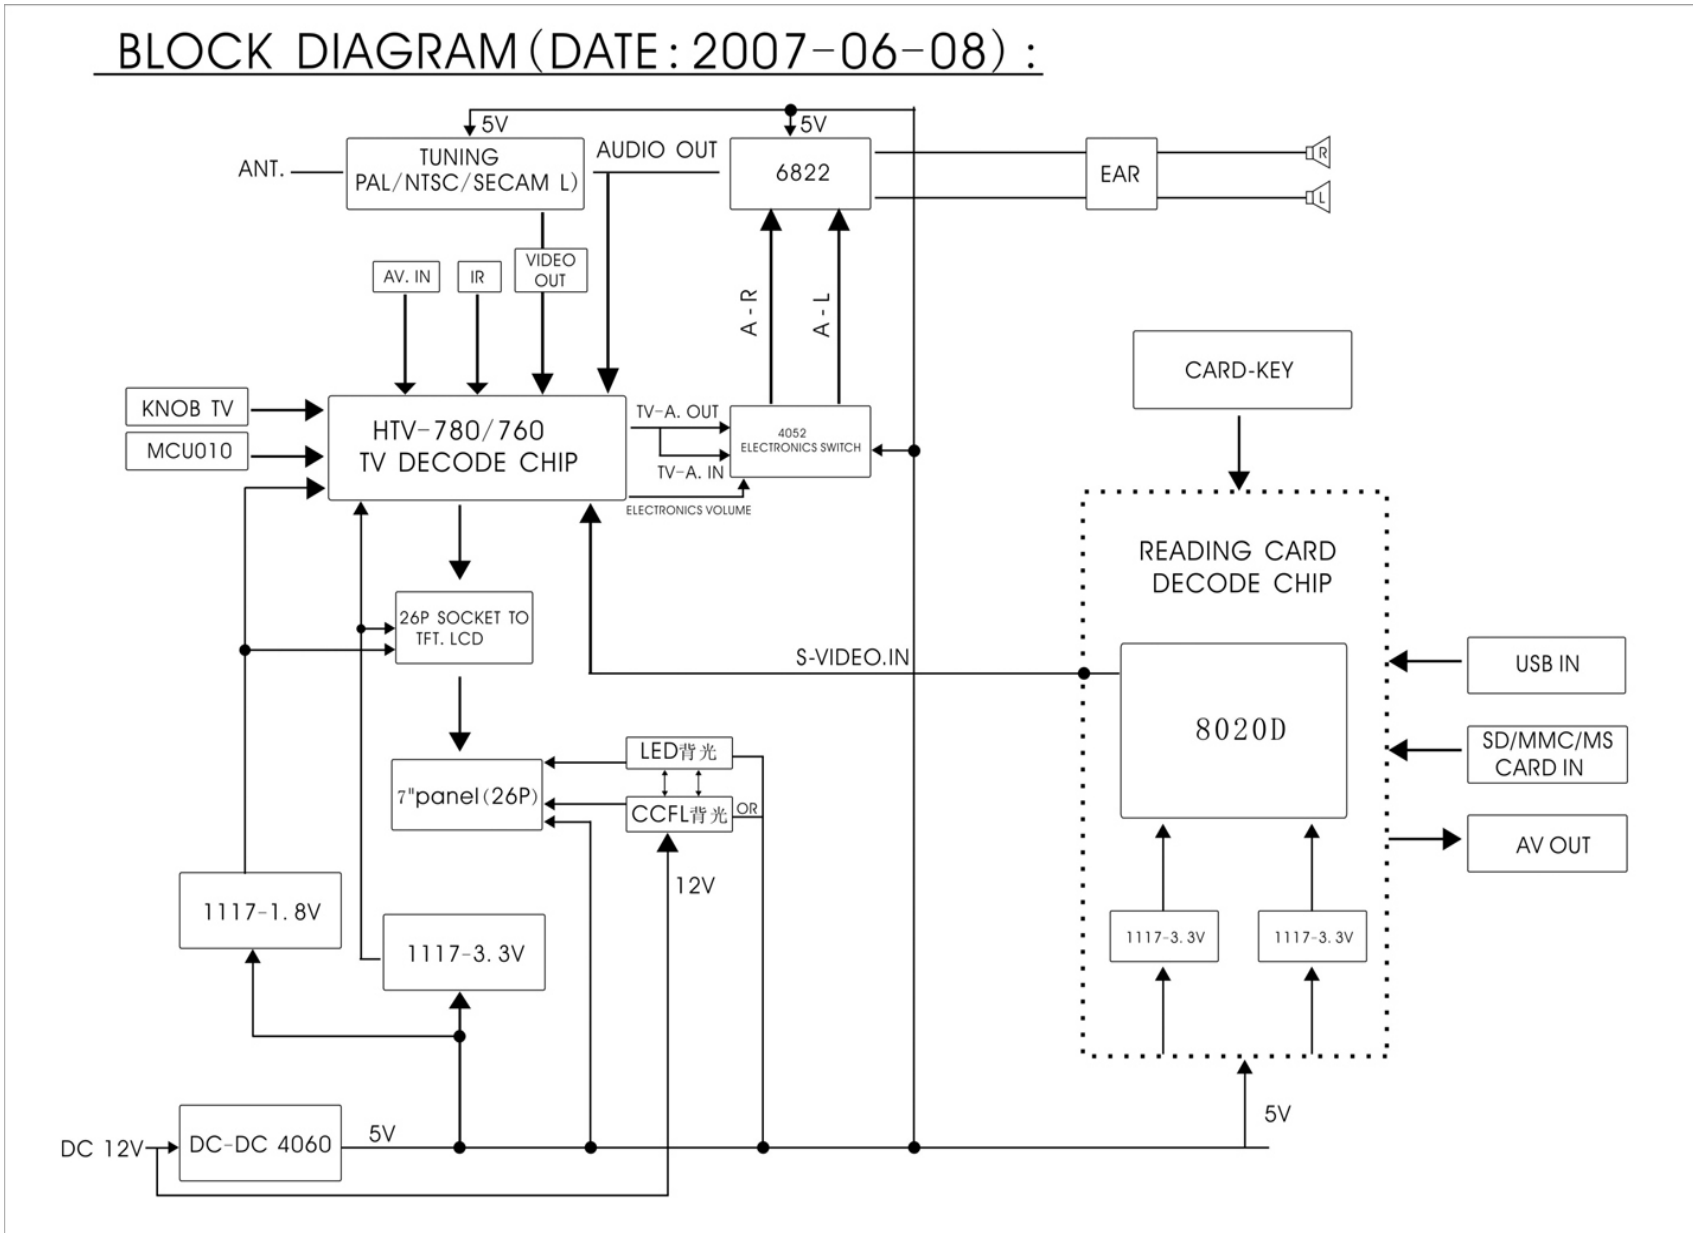 BLOCK DIAGRAM(DATE:2007-06-08):
5V
5V
ANT.
TUNING
PAL/NTSC/SECAM L)
AUDIO OUT
6822
EAR
R
L
AV. IN
IR
VIDEO
OUT
A-R
A-L
CARD-KEY
KNOB TV
MCU010
HTV-780/760
TV DECODE CHIP
TV-A. OUT
TV-A. IN
4052
ELECTRONICS SWITCH
ELECTRONICS VOLUME
READING CARD
DECODE CHIP
26P SOCKET TO
TFT. LCD
S-VIDEO.IN
8020D
USB IN
SD/MMC/MS
CARD IN
AV OUT
LED背光
7"panel(26P)
CCFL背光
OR
12V
1117-1.8V
1117-3.3V
1117-3.3V
1117-3.3V
DC 12V
DC-DC 4060
5V
5V